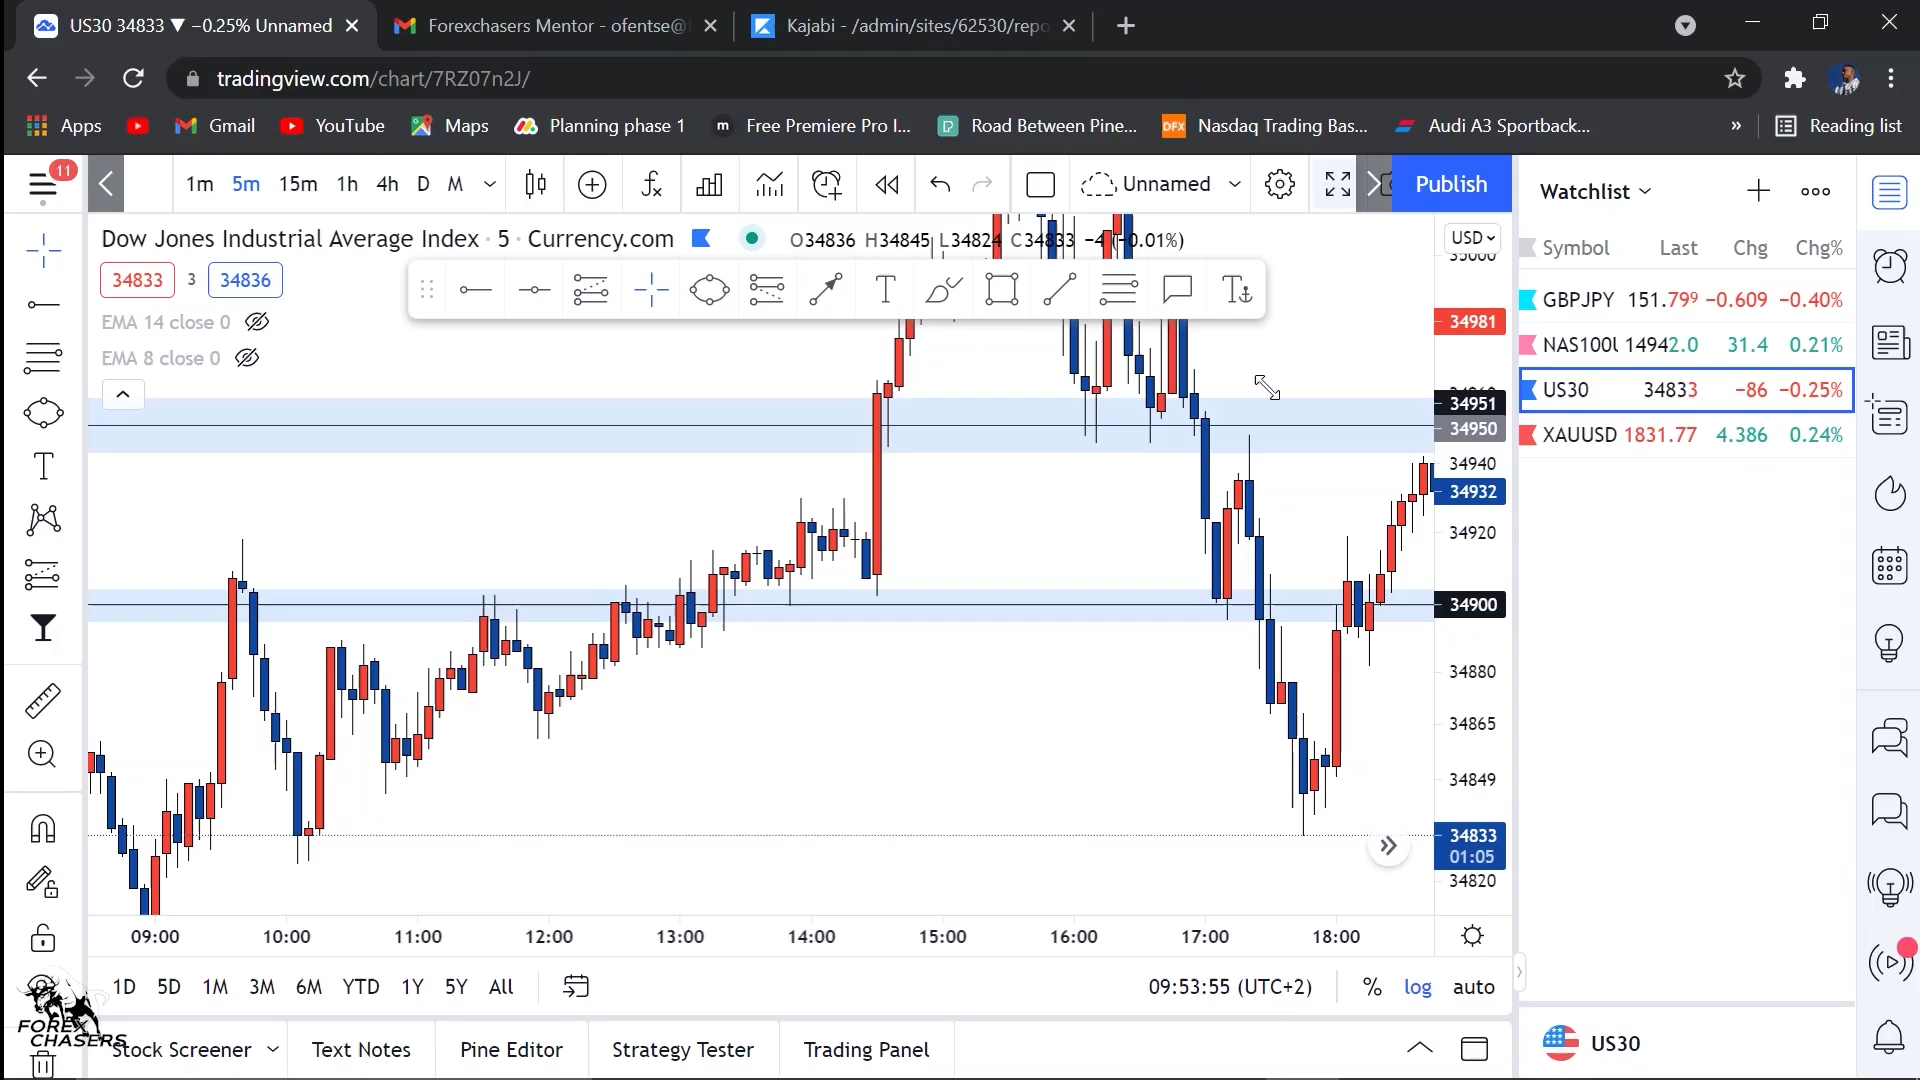 US30 34833 ▼ −0.25% Unnamed
Forexchasers Mentor - ofentse@
Kajabi - /admin/sites/62530/repo
tradingview.com/chart/7RZ07n2J/
Apps
Gmail
YouTube
Maps
Planning phase 1
m
Free Premiere Pro I...
Road Between Pine...
DFX
Nasdaq Trading Bas...
Audi A3 Sportback...
»
Reading list
11
1m 5m 15m 1h 4h D M
Unnamed
Publish
Watchlist
Dow Jones Industrial Average Index · 5 · Currency.com
O34836 H34845 L34824 C34833 −4 (−0.01%)
USD
34833 3 34836
EMA 14 close 0
EMA 8 close 0
Symbol Last Chg Chg%
GBPJPY 151.799 −0.609 −0.40%
NAS100U 14942.0 31.4 0.21%
US30 34833 −86 −0.25%
XAUUSD 1831.77 4.386 0.24%
35000
34981
34951
34950
34940
34932
34920
34900
34880
34865
34849
34833
01:05
34820
09:00 10:00 11:00 12:00 13:00 14:00 15:00 16:00 17:00 18:00
1D 5D 1M 3M 6M YTD 1Y 5Y All
09:53:55 (UTC+2)
% log auto
FOREX
CHASERS
Stock Screener
Text Notes
Pine Editor
Strategy Tester
Trading Panel
US30